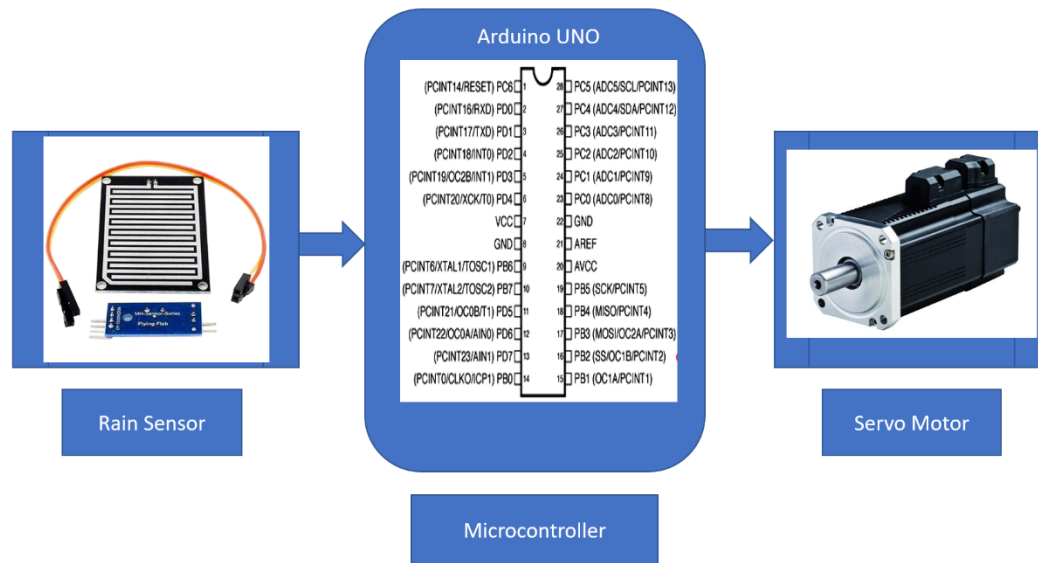 Arduino UNO
(PCINT14/RESET) PC6 1 28 PC5 (ADC5/SCL/PCINT13)
(PCINT16/RXD) PD0 2 27 PC4 (ADC4/SDA/PCINT12)
(PCINT17/TXD) PD1 3 26 PC3 (ADC3/PCINT11)
(PCINT18/INT0) PD2 4 25 PC2 (ADC2/PCINT10)
(PCINT19/OC2B/INT1) PD3 5 24 PC1 (ADC1/PCINT9)
(PCINT20/XCK/T0) PD4 6 23 PC0 (ADC0/PCINT8)
VCC 7 22 GND
GND 8 21 AREF
(PCINT6/XTAL1/TOSC1) PB6 9 20 AVCC
(PCINT7/XTAL2/TOSC2) PB7 10 19 PB5 (SCK/PCINT5)
(PCINT21/OC0B/T1) PD5 11 18 PB4 (MISO/PCINT4)
(PCINT22/OC0A/AIN0) PD6 12 17 PB3 (MOSI/OC2A/PCINT3)
(PCINT23/AIN1) PD7 13 16 PB2 (SS/OC1B/PCINT2)
(PCINT0/CLKO/ICP1) PB0 14 15 PB1 (OC1A/PCINT1)
MH-Sensor-Series
Flying-Fish
Rain Sensor
Servo Motor
Microcontroller